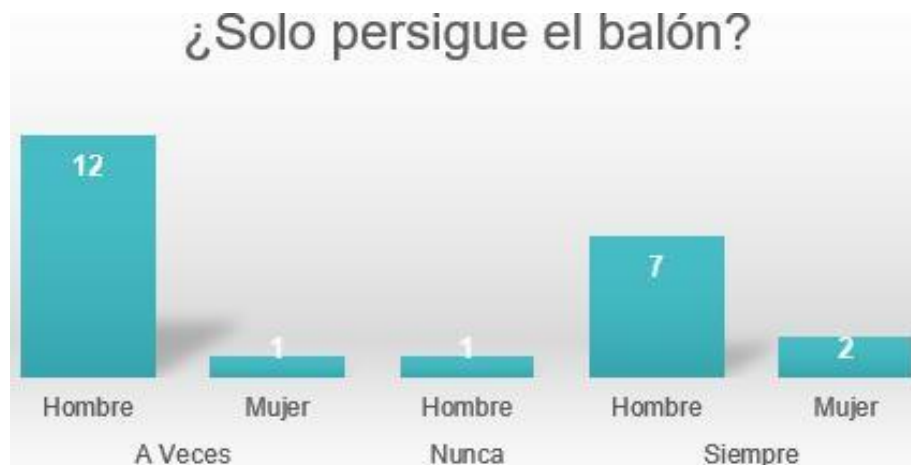 ¿Solo persigue el balón?
12
1
1
7
2
Hombre Mujer Hombre Hombre Mujer
A Veces Nunca Siempre